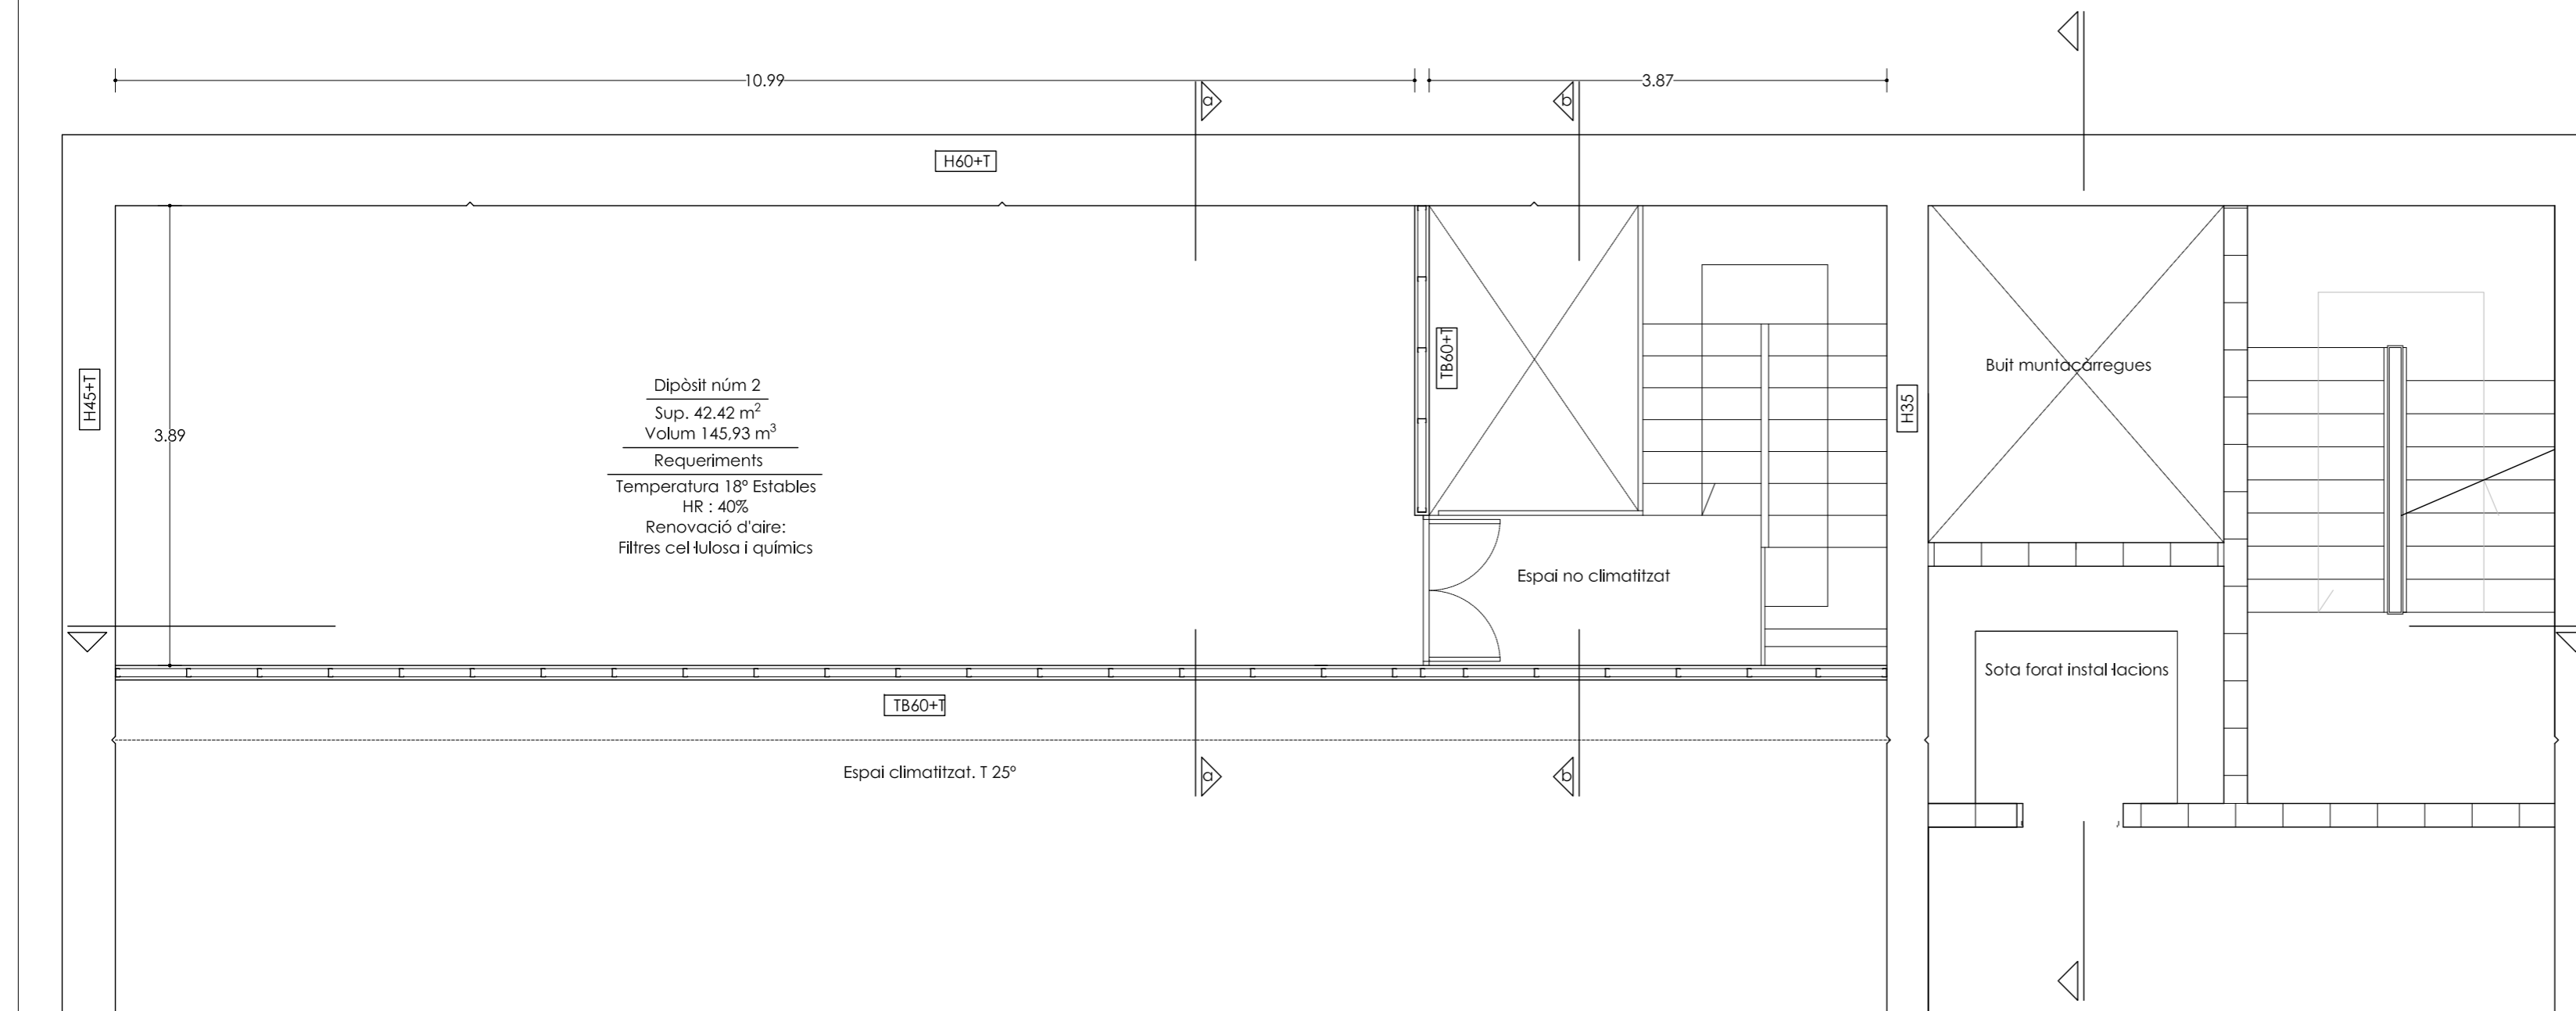 10.99
3.87
a
b
H60+T
H45+T
3.89
Dipòsit núm 2
Sup. 42.42 m²
Volum 145,93 m³
Requeriments
Temperatura 18º Estables
HR : 40%
Renovació d'aire:
Filtres cel·lulosa i químics
TB60+T
Espai no climatitzat
H35
Buit muntacàrregues
Sota forat instal·lacions
TB60+T
Espai climatitzat. T 25º
a
b